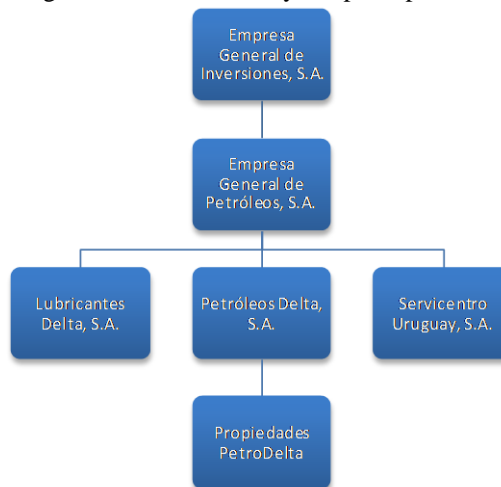 Empresa
General de
Inversiones, S.A.
Empresa
General de
Petróleos, S.A.
Lubricantes
Delta, S.A.
Petróleos Delta,
S.A.
Servicentro
Uruguay, S.A.
Propiedades
PetroDelta